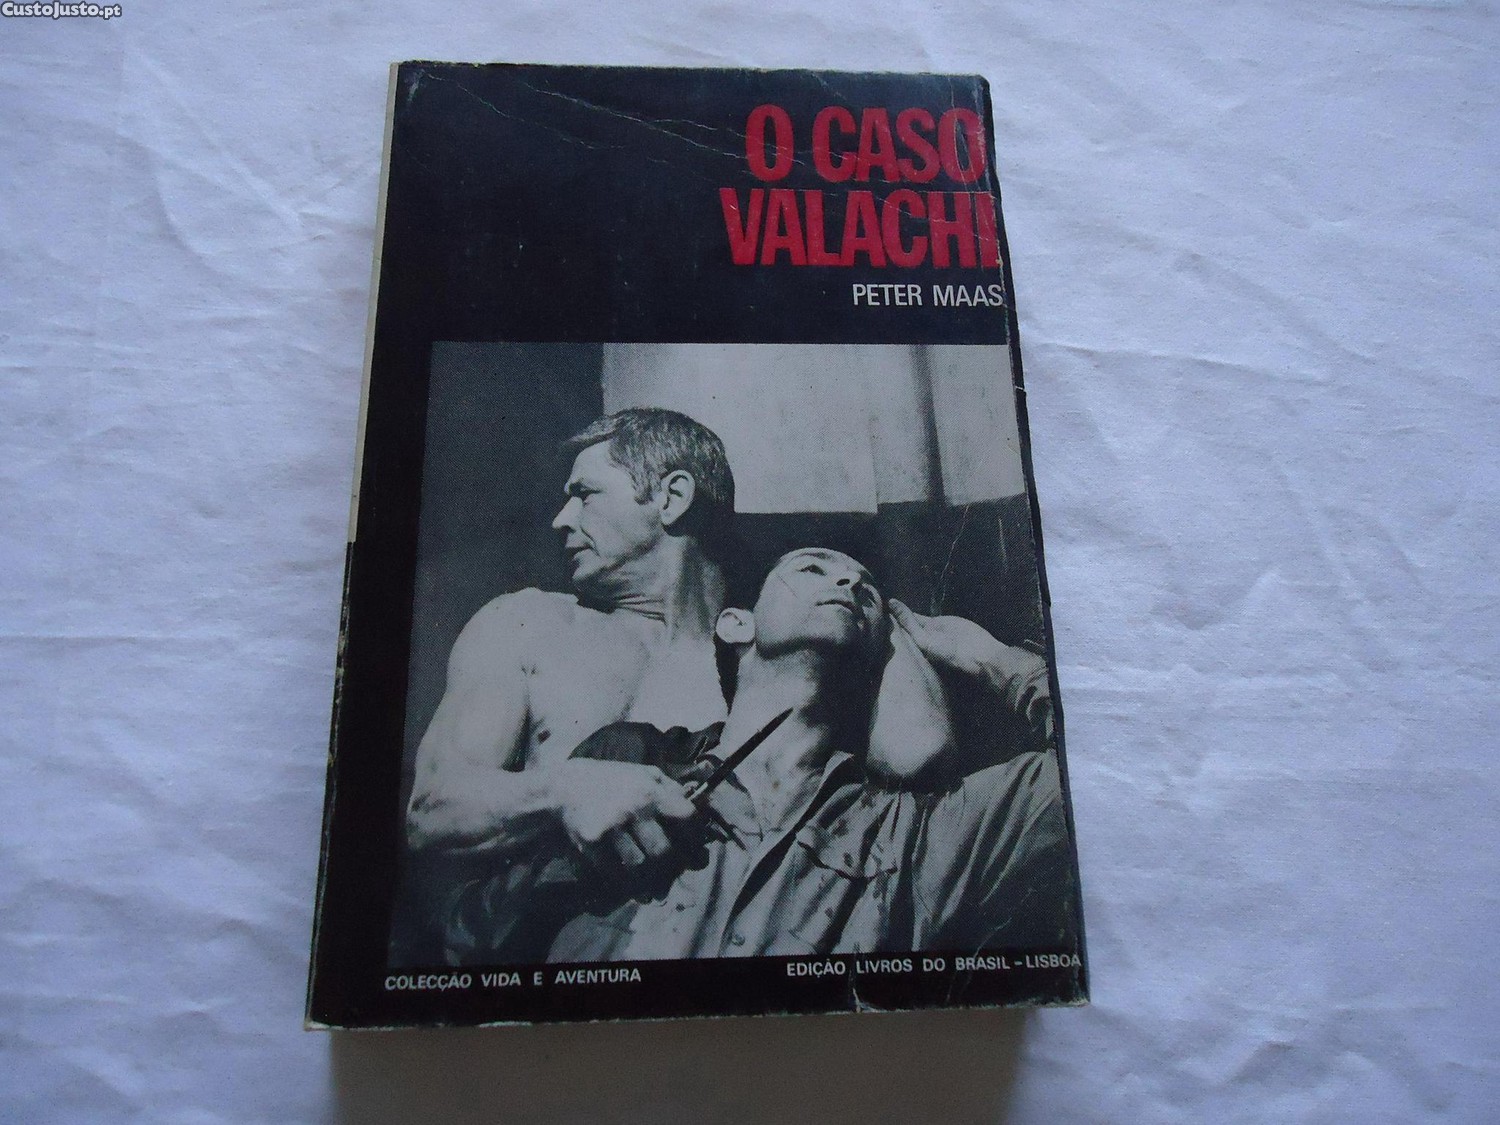 CustoJusto.pt
O CASO
VALACHI
PETER MAAS
COLECÇÃO VIDA E AVENTURA
EDIÇÃO LIVROS DO BRASIL - LISBOA